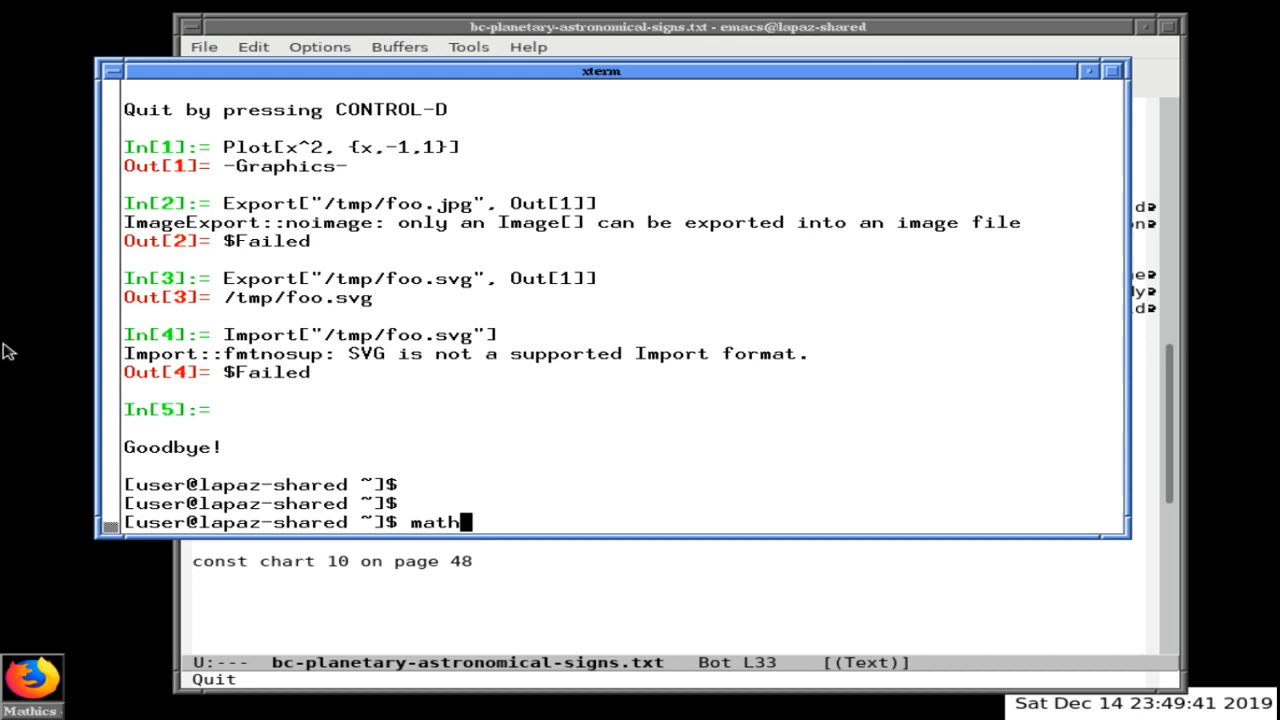 bc-planetary-astronomical-signs.txt - emacs@lapaz-shared
File Edit Options Buffers Tools Help
xterm
Quit by pressing CONTROL-D
In[1]:= Plot[x^2, {x,-1,1}]
Out[1]= -Graphics-
In[2]:= Export["/tmp/foo.jpg", Out[1]]
ImageExport::noimage: only an Image[] can be exported into an image file
Out[2]= $Failed
In[3]:= Export["/tmp/foo.svg", Out[1]]
Out[3]= /tmp/foo.svg
In[4]:= Import["/tmp/foo.svg"]
Import::fmtnosup: SVG is not a supported Import format.
Out[4]= $Failed
In[5]:=
Goodbye!
[user@lapaz-shared ~]$
[user@lapaz-shared ~]$
[user@lapaz-shared ~]$ math
const chart 10 on page 48
U:--- bc-planetary-astronomical-signs.txt Bot L33 [(Text)]
Quit
Mathics
Sat Dec 14 23:49:41 2019